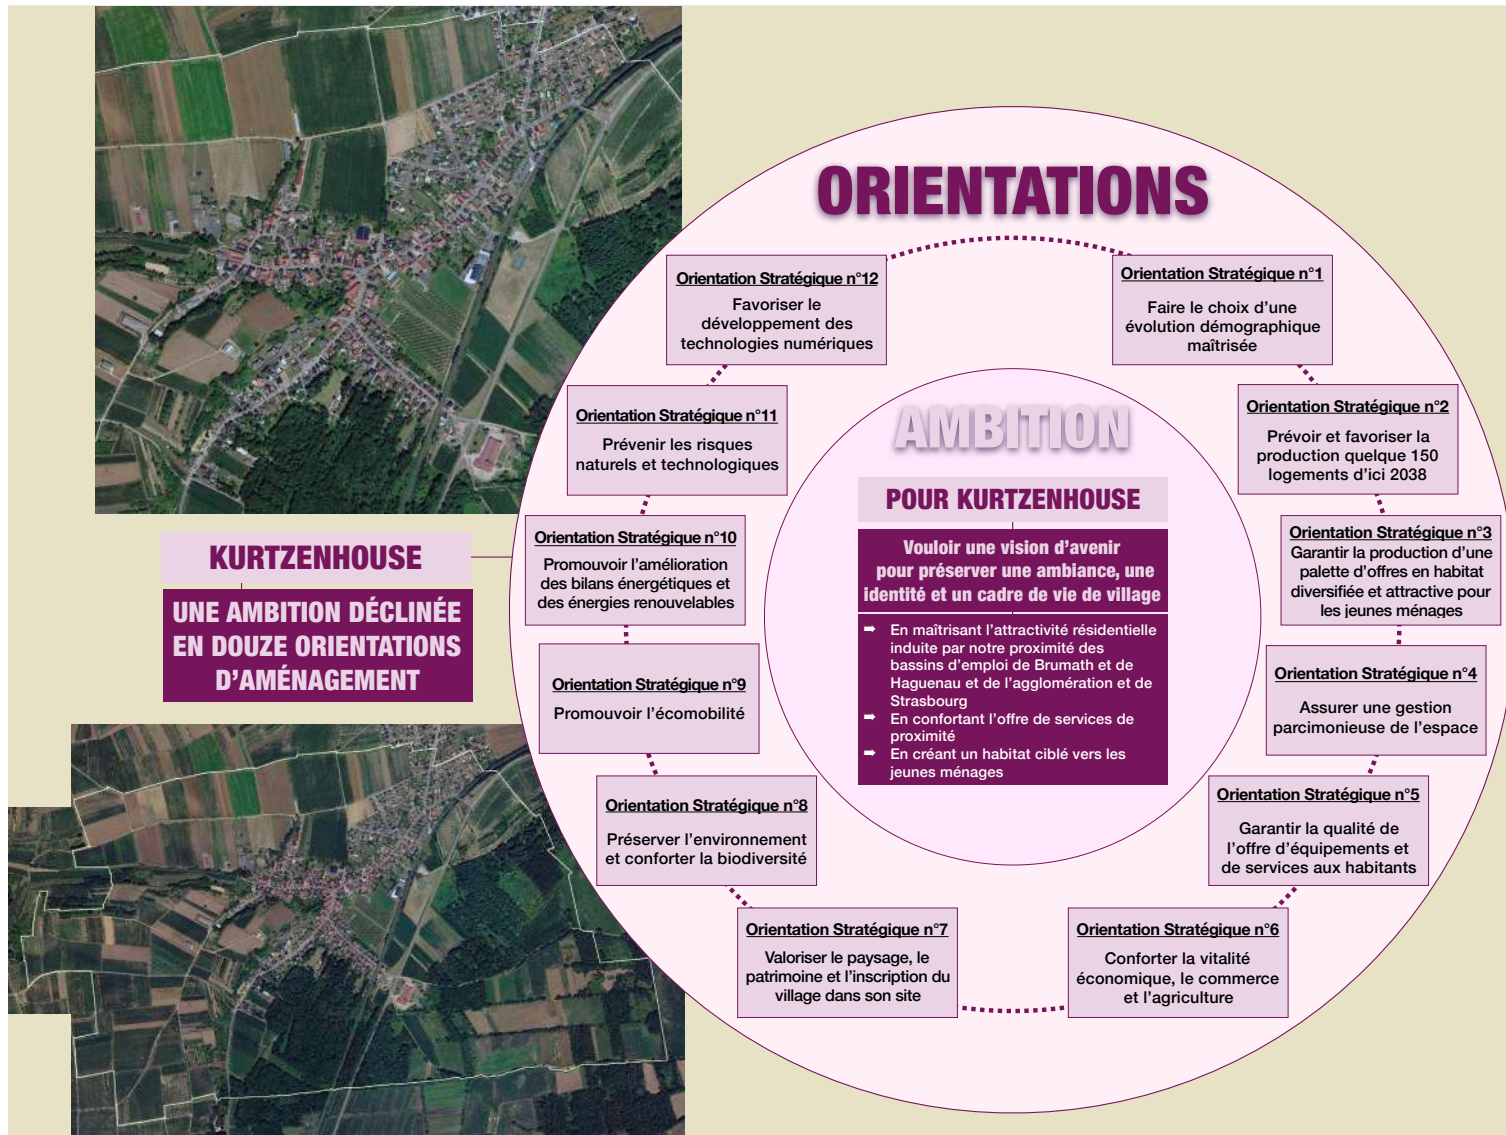 ORIENTATIONS
Orientation Stratégique n°1
Faire le choix d'une
évolution démographique
maîtrisée
Orientation Stratégique n°2
Prévoir et favoriser la
production quelque 150
logements d'ici 2038
Orientation Stratégique n°3
Garantir la production d'une
palette d'offres en habitat
diversifiée et attractive pour
les jeunes ménages
Orientation Stratégique n°4
Assurer une gestion
parcimonieuse de l'espace
Orientation Stratégique n°5
Garantir la qualité de
l'offre d'équipements et
de services aux habitants
Orientation Stratégique n°6
Conforter la vitalité
économique, le commerce
et l'agriculture
Orientation Stratégique n°7
Valoriser le paysage, le
patrimoine et l'inscription du
village dans son site
Orientation Stratégique n°8
Préserver l'environnement
et conforter la biodiversité
Orientation Stratégique n°9
Promouvoir l'écomobilité
Orientation Stratégique n°10
Promouvoir l'amélioration
des bilans énergétiques et
des énergies renouvelables
Orientation Stratégique n°11
Prévenir les risques
naturels et technologiques
Orientation Stratégique n°12
Favoriser le
développement des
technologies numériques
AMBITION
POUR KURTZENHOUSE
Vouloir une vision d'avenir
pour préserver une ambiance, une
identité et un cadre de vie de village
➡ En maîtrisant l'attractivité résidentielle
induite par notre proximité des
bassins d'emploi de Brumath et de
Haguenau et de l'agglomération et de
Strasbourg
➡ En confortant l'offre de services de
proximité
➡ En créant un habitat ciblé vers les
jeunes ménages
KURTZENHOUSE
UNE AMBITION DÉCLINÉE
EN DOUZE ORIENTATIONS
D'AMÉNAGEMENT